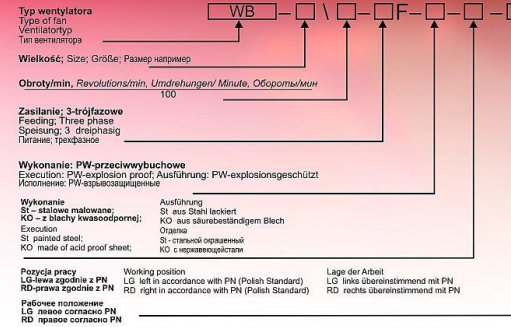 WB – □ \ □ – □ F – □ – □ –
Typ wentylatora
Type of fan
Ventilatortyp
Тип вентилятора
Wielkość; Size; Größe; Размер например
Obroty/min, Revolutions/min, Umdrehungen/ Minute, Обороты/мин
100
Zasilanie; 3-trójfazowe
Feeding; Three phase
Speisung; 3 dreiphasig
Питание; трехфазное
Wykonanie: PW-przeciwwybuchowe
Execution: PW-explosion proof; Ausführung: PW-explosionsgeschützt
Исполнение: PW-взрывозащищенные
Wykonanie
St – stalowe malowane;
KO – z blachy kwasoodpornej;
Execution
St painted steel;
KO made of acid proof sheet;
Ausführung
St aus Stahl lackiert
KO aus säurebeständigem Blech
Отделка
St - стальной окрашенный
KO с нержавеющейстали
Pozycja pracy
LG-lewa zgodnie z PN
RD-prawa zgodnie z PN
Working position
LG left in accordance with PN (Polish Standard)
RD right in accordance with PN (Polish Standard)
Lage der Arbeit
LG links übereinstimmend mit PN
RD rechts übereinstimmend mit PN
Рабочее положение
LG левое согласно PN
RD правое согласно PN